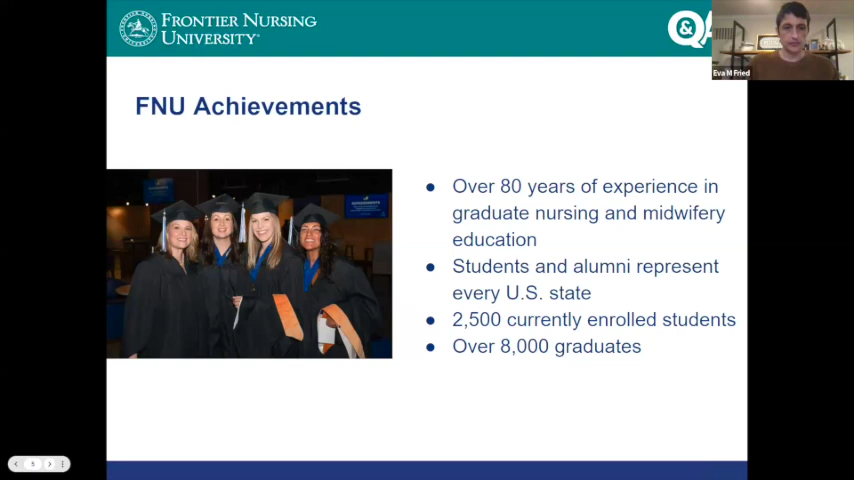 FRONTIER NURSING
UNIVERSITY
Q&A
Eva M Fried
FNU Achievements
● Over 80 years of experience in
graduate nursing and midwifery
education
● Students and alumni represent
every U.S. state
● 2,500 currently enrolled students
● Over 8,000 graduates
5